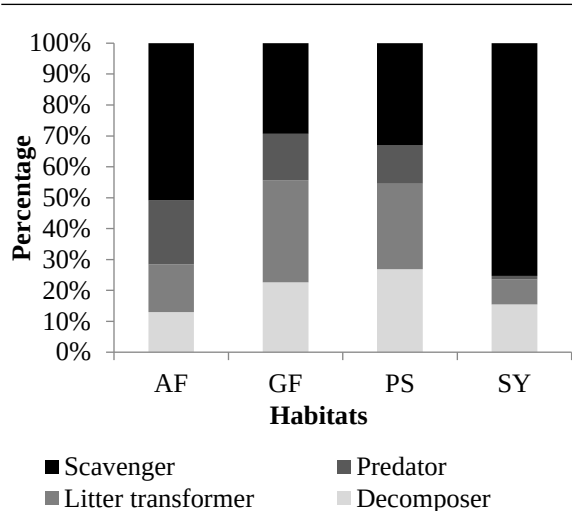 100%
90%
80%
70%
60%
50%
40%
30%
20%
10%
0%
Percentage
AF GF PS SY
Habitats
Scavenger Predator
Litter transformer Decomposer